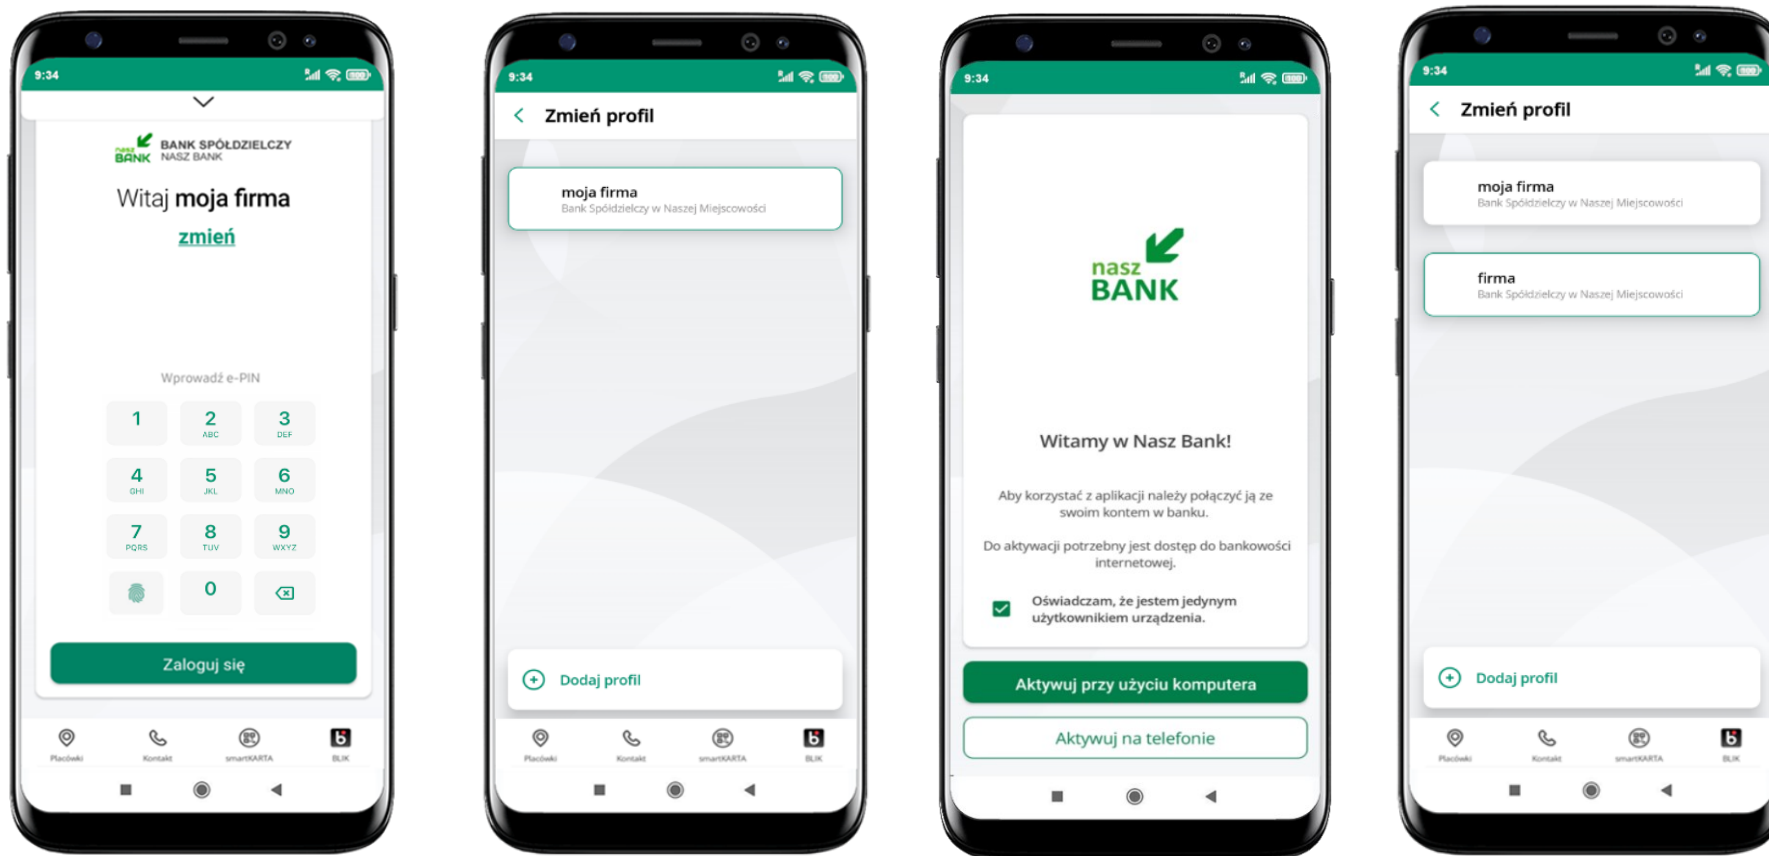 9:34
nasz
BANK
BANK SPÓŁDZIELCZY
NASZ BANK
Witaj moja firma
zmień
Wprowadź e-PIN
1
2
ABC
3
DEF
4
GHI
5
JKL
6
MNO
7
PQRS
8
TUV
9
WXYZ
0
Zaloguj się
Placówki
Kontakt
smartKARTA
BLIK
9:34
Zmień profil
moja firma
Bank Spółdzielczy w Naszej Miejscowości
Dodaj profil
Placówki
Kontakt
smartKARTA
BLIK
9:34
nasz
BANK
Witamy w Nasz Bank!
Aby korzystać z aplikacji należy połączyć ją ze
swoim kontem w banku.
Do aktywacji potrzebny jest dostęp do bankowości
internetowej.
Oświadczam, że jestem jedynym
użytkownikiem urządzenia.
Aktywuj przy użyciu komputera
Aktywuj na telefonie
9:34
Zmień profil
moja firma
Bank Spółdzielczy w Naszej Miejscowości
firma
Bank Spółdzielczy w Naszej Miejscowości
Dodaj profil
Placówki
Kontakt
smartKARTA
BLIK